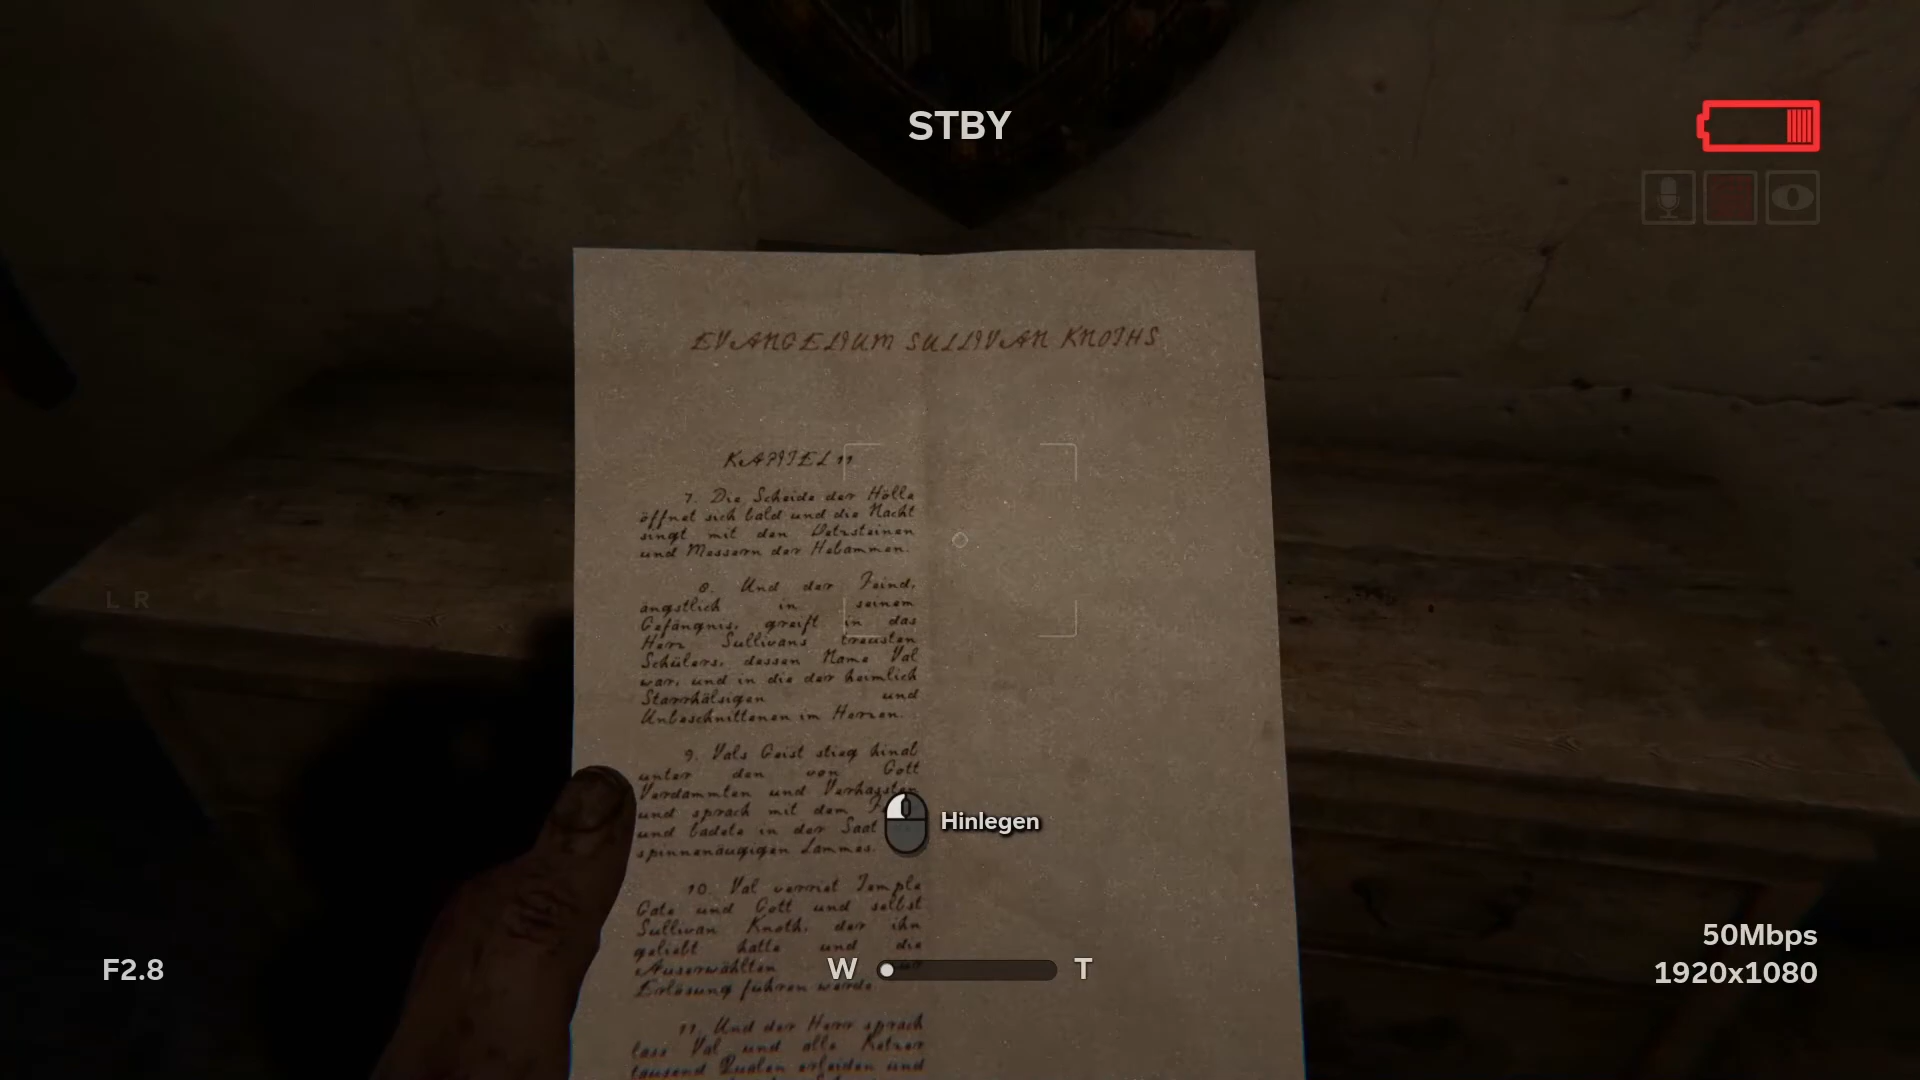 STBY
EVANGELIUM SULLIVAN KNOTHS
KAPITEL 11
7. Die Scheide der Hölle
öffnet sich bald und die Nacht
singt mit den Wetzsteinen
und Messern der Hebammen.
8. Und der Feind,
ängstlich in seinem
Gefängnis, greift in das
Herz Sullivans treusten
Schülers, dessen Name Val
war, und in die der heimlich
Starrhälsigen und
Unbeschnittenen im Herzen.
9. Vals Geist stieg hinab
unter den von Gott
Verdammten und Verhassten
und sprach mit dem
und badete in der Saat
spinnenäugigen Lammes.
Hinlegen
10. Val verriet Temple
Gate und Gott und selbst
Sullivan Knoth, der ihn
geliebt hatte und die
Auserwählten zur
Erlösung führen werde
11. Und der Herr sprach
lass Val und alle Ketzer
tausend Qualen erleiden und
L R
F2.8
W T
50Mbps
1920x1080